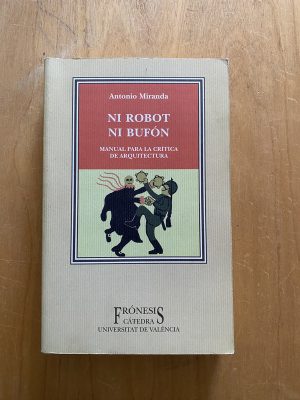 Antonio Miranda
NI ROBOT
NI BUFÓN
MANUAL PARA LA CRÍTICA
DE ARQUITECTURA
FRÓNESIS
CÁTEDRA
UNIVERSITAT DE VALÈNCIA